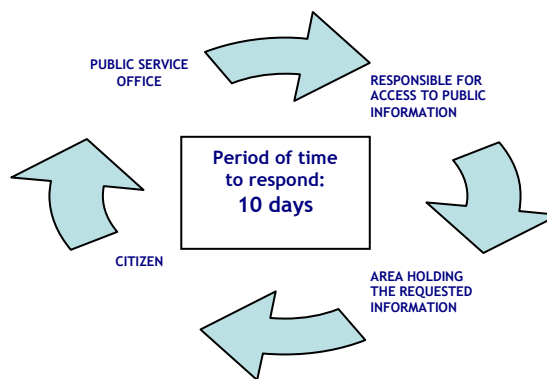 PUBLIC SERVICE
OFFICE
RESPONSIBLE FOR
ACCESS TO PUBLIC
INFORMATION
Period of time
to respond:
10 days
CITIZEN
AREA HOLDING
THE REQUESTED
INFORMATION